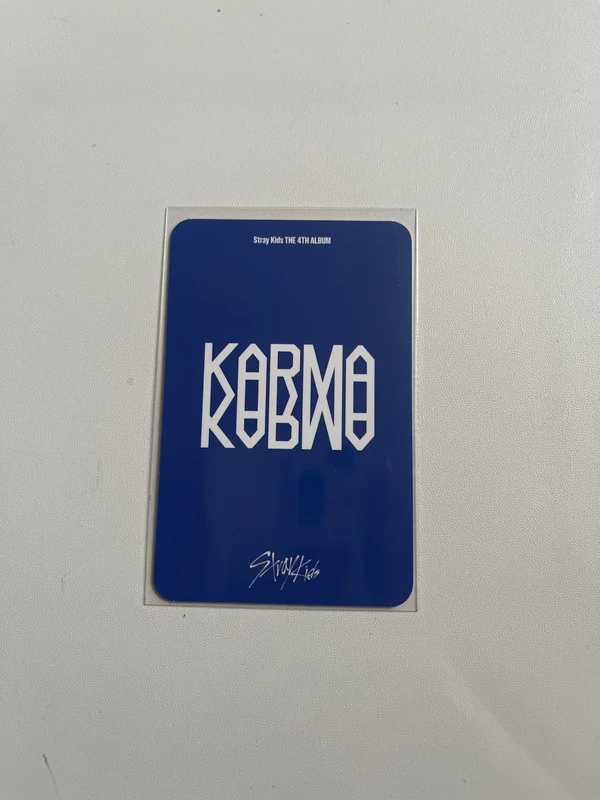 Stray Kids THE 4TH ALBUM
KARMA
Stray Kids